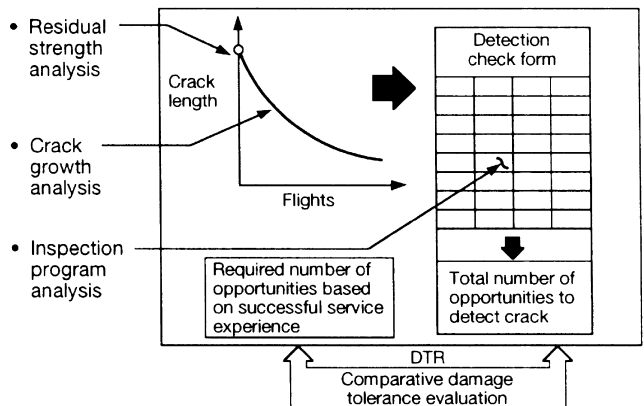 • Residual
strength
analysis
• Crack
growth
analysis
• Inspection
program
analysis
Crack
length
Flights
Detection
check form
Required number of
opportunities based
on successful service
experience
Total number of
opportunities to
detect crack
DTR
Comparative damage
tolerance evaluation